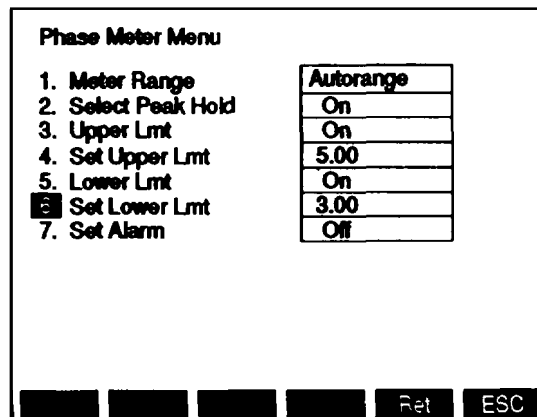 Phase Meter Menu
1. Meter Range Autorange
2. Select Peak Hold On
3. Upper Lmt On
4. Set Upper Lmt 5.00
5. Lower Lmt On
6 Set Lower Lmt 3.00
7. Set Alarm Off
Ret ESC